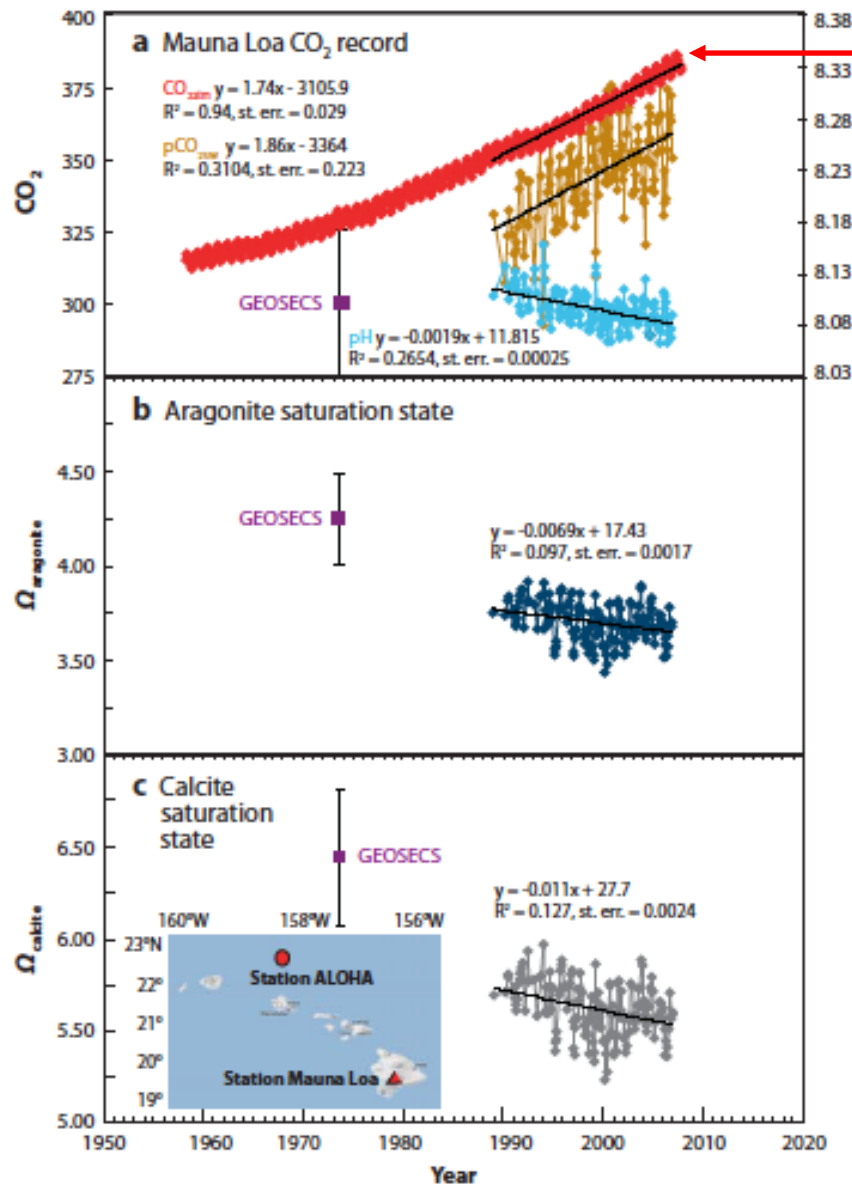 a Mauna Loa CO₂ record
CO₂atm y = 1.74x - 3105.9
R² = 0.94, st. err. = 0.029
pCO₂sw y = 1.86x - 3364
R² = 0.3104, st. err. = 0.223
GEOSECS
pH y = -0.0019x + 11.815
R² = 0.2654, st. err. = 0.00025
CO₂
400
375
350
325
300
275
8.38
8.33
8.28
8.23
8.18
8.13
8.08
8.03
b Aragonite saturation state
GEOSECS
y = -0.0069x + 17.43
R² = 0.097, st. err. = 0.0017
Ωaragonite
4.50
4.00
3.50
3.00
c Calcite
saturation
state
GEOSECS
y = -0.011x + 27.7
R² = 0.127, st. err. = 0.0024
Ωcalcite
6.50
6.00
5.50
5.00
160°W 158°W 156°W
23°N
22°
21°
20°
19°
Station ALOHA
Station Mauna Loa
1950 1960 1970 1980 1990 2000 2010 2020
Year